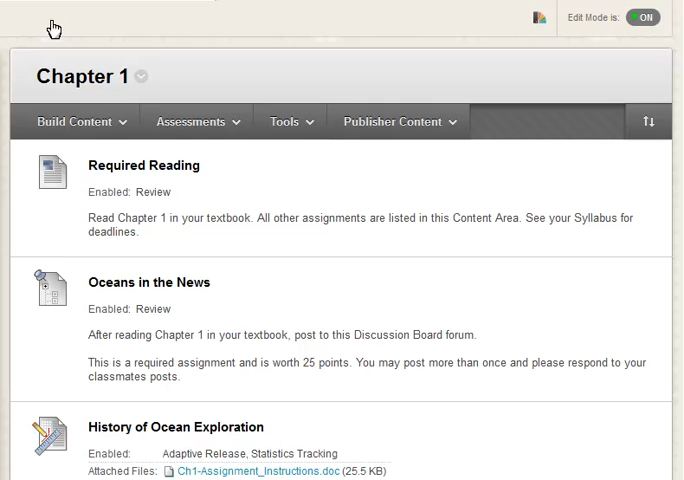 Edit Mode is: ON
Chapter 1
Build Content Assessments Tools Publisher Content
Required Reading
Enabled: Review
Read Chapter 1 in your textbook. All other assignments are listed in this Content Area. See your Syllabus for
deadlines.
Oceans in the News
Enabled: Review
After reading Chapter 1 in your textbook, post to this Discussion Board forum.
This is a required assignment and is worth 25 points. You may post more than once and please respond to your
classmates posts.
History of Ocean Exploration
Enabled: Adaptive Release, Statistics Tracking
Attached Files: Ch1-Assignment_Instructions.doc (25.5 KB)